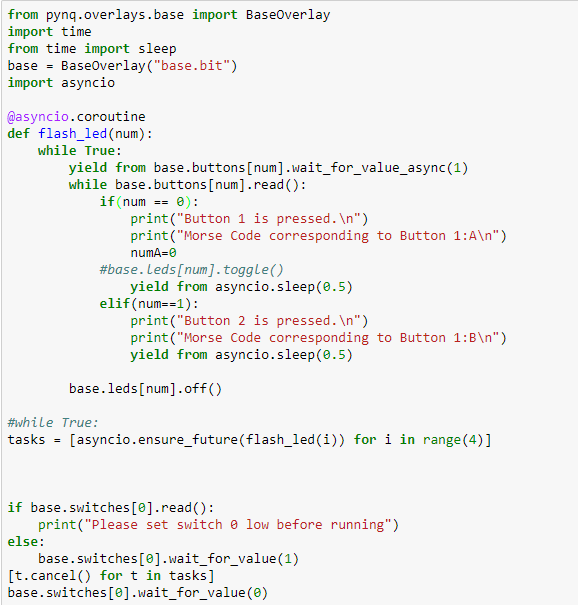 from pynq.overlays.base import BaseOverlay
import time
from time import sleep
base = BaseOverlay("base.bit")
import asyncio

@asyncio.coroutine
def flash_led(num):
    while True:
        yield from base.buttons[num].wait_for_value_async(1)
        while base.buttons[num].read():
            if(num == 0):
                print("Button 1 is pressed.\n")
                print("Morse Code corresponding to Button 1:A\n")
                numA=0
            #base.leds[num].toggle()
                yield from asyncio.sleep(0.5)
            elif(num==1):
                print("Button 2 is pressed.\n")
                print("Morse Code corresponding to Button 1:B\n")
                yield from asyncio.sleep(0.5)

        base.leds[num].off()

#while True:
tasks = [asyncio.ensure_future(flash_led(i)) for i in range(4)]

if base.switches[0].read():
    print("Please set switch 0 low before running")
else:
    base.switches[0].wait_for_value(1)
[t.cancel() for t in tasks]
base.switches[0].wait_for_value(0)